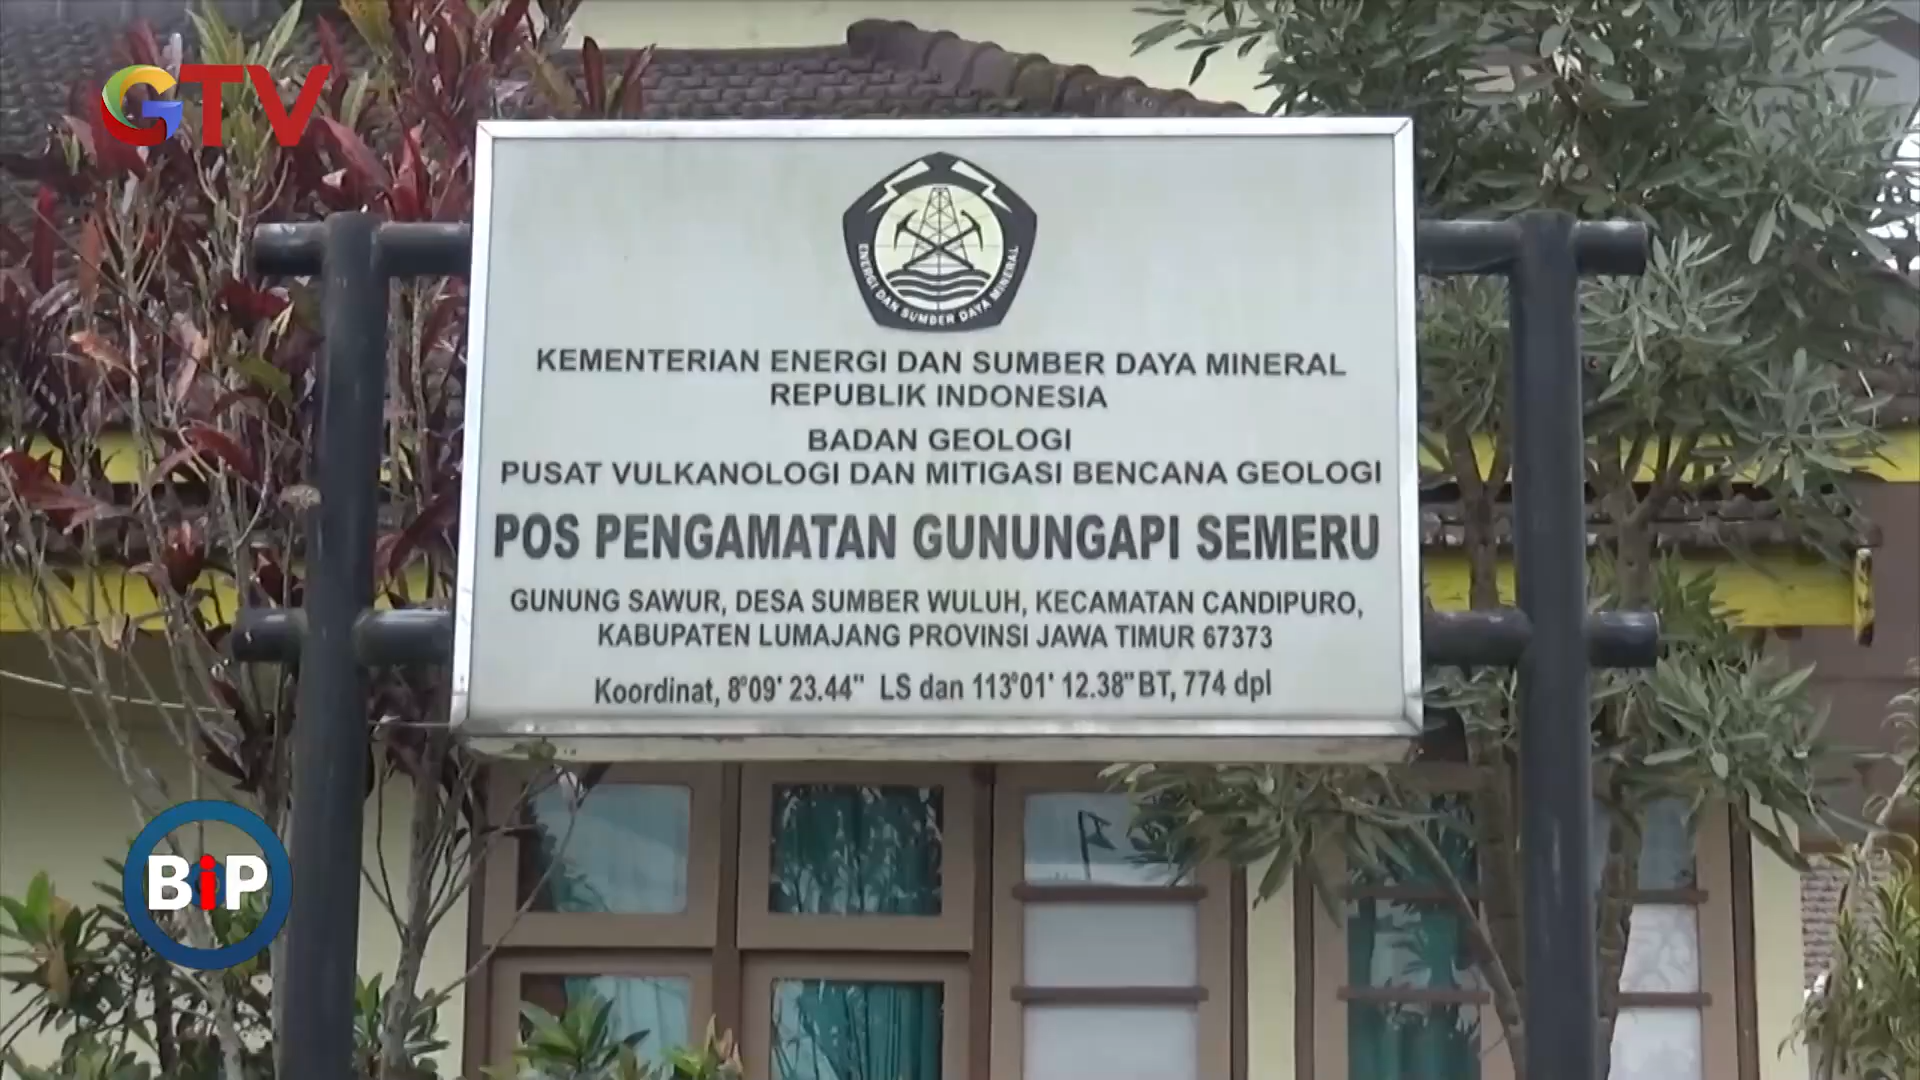 GTV
ENERGI DAN SUMBER DAYA MINERAL
KEMENTERIAN ENERGI DAN SUMBER DAYA MINERAL
REPUBLIK INDONESIA
BADAN GEOLOGI
PUSAT VULKANOLOGI DAN MITIGASI BENCANA GEOLOGI
POS PENGAMATAN GUNUNGAPI SEMERU
GUNUNG SAWUR, DESA SUMBER WULUH, KECAMATAN CANDIPURO,
KABUPATEN LUMAJANG PROVINSI JAWA TIMUR 67373
Koordinat, 8°09' 23.44" LS dan 113°01' 12.38" BT, 774 dpl
BiP